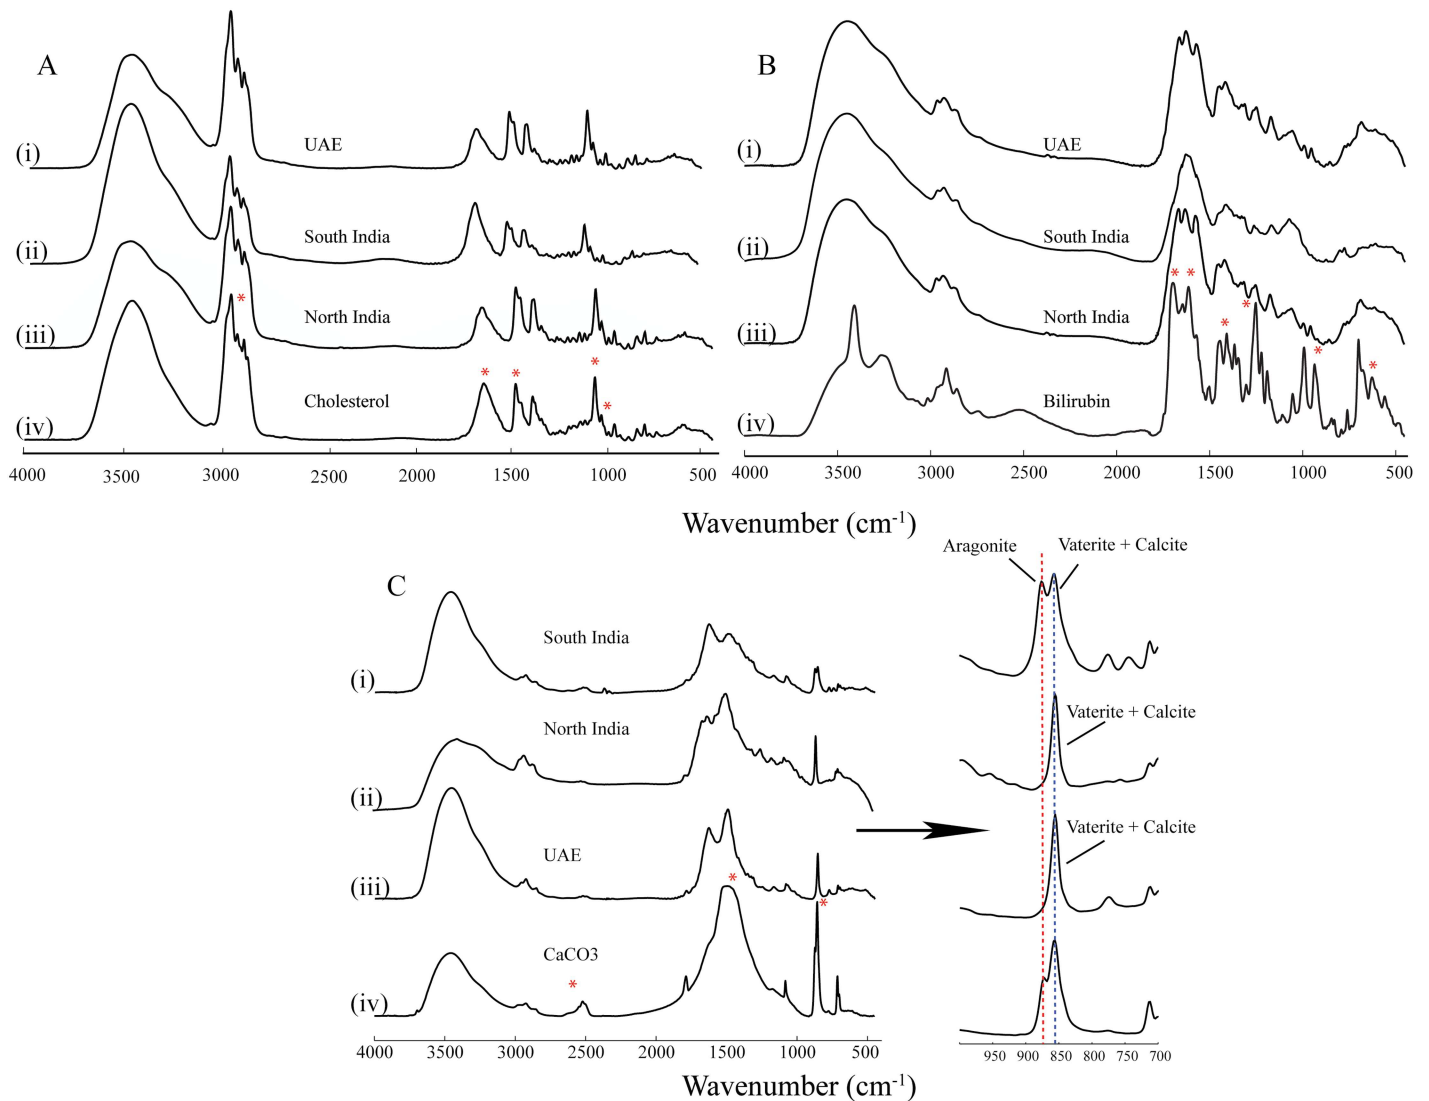 A
(i)
UAE
(ii)
South India
(iii)
North India
*
(iv)
Cholesterol
* * * *
4000 3500 3000 2500 2000 1500 1000 500
B
(i)
UAE
(ii)
South India
(iii)
North India
* * * * * *
(iv)
Bilirubin
4000 3500 3000 2500 2000 1500 1000 500
Wavenumber (cm-1)
C
(i)
South India
(ii)
North India
(iii)
UAE
(iv)
CaCO3
* * *
4000 3500 3000 2500 2000 1500 1000 500
Wavenumber (cm-1)
Aragonite
Vaterite + Calcite
Vaterite + Calcite
Vaterite + Calcite
950 900 850 800 750 700